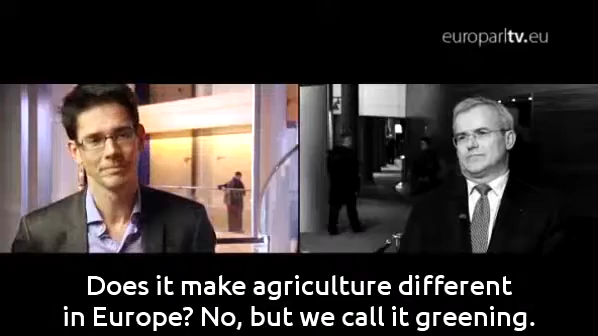 europarltv.eu
Does it make agriculture different
in Europe? No, but we call it greening.